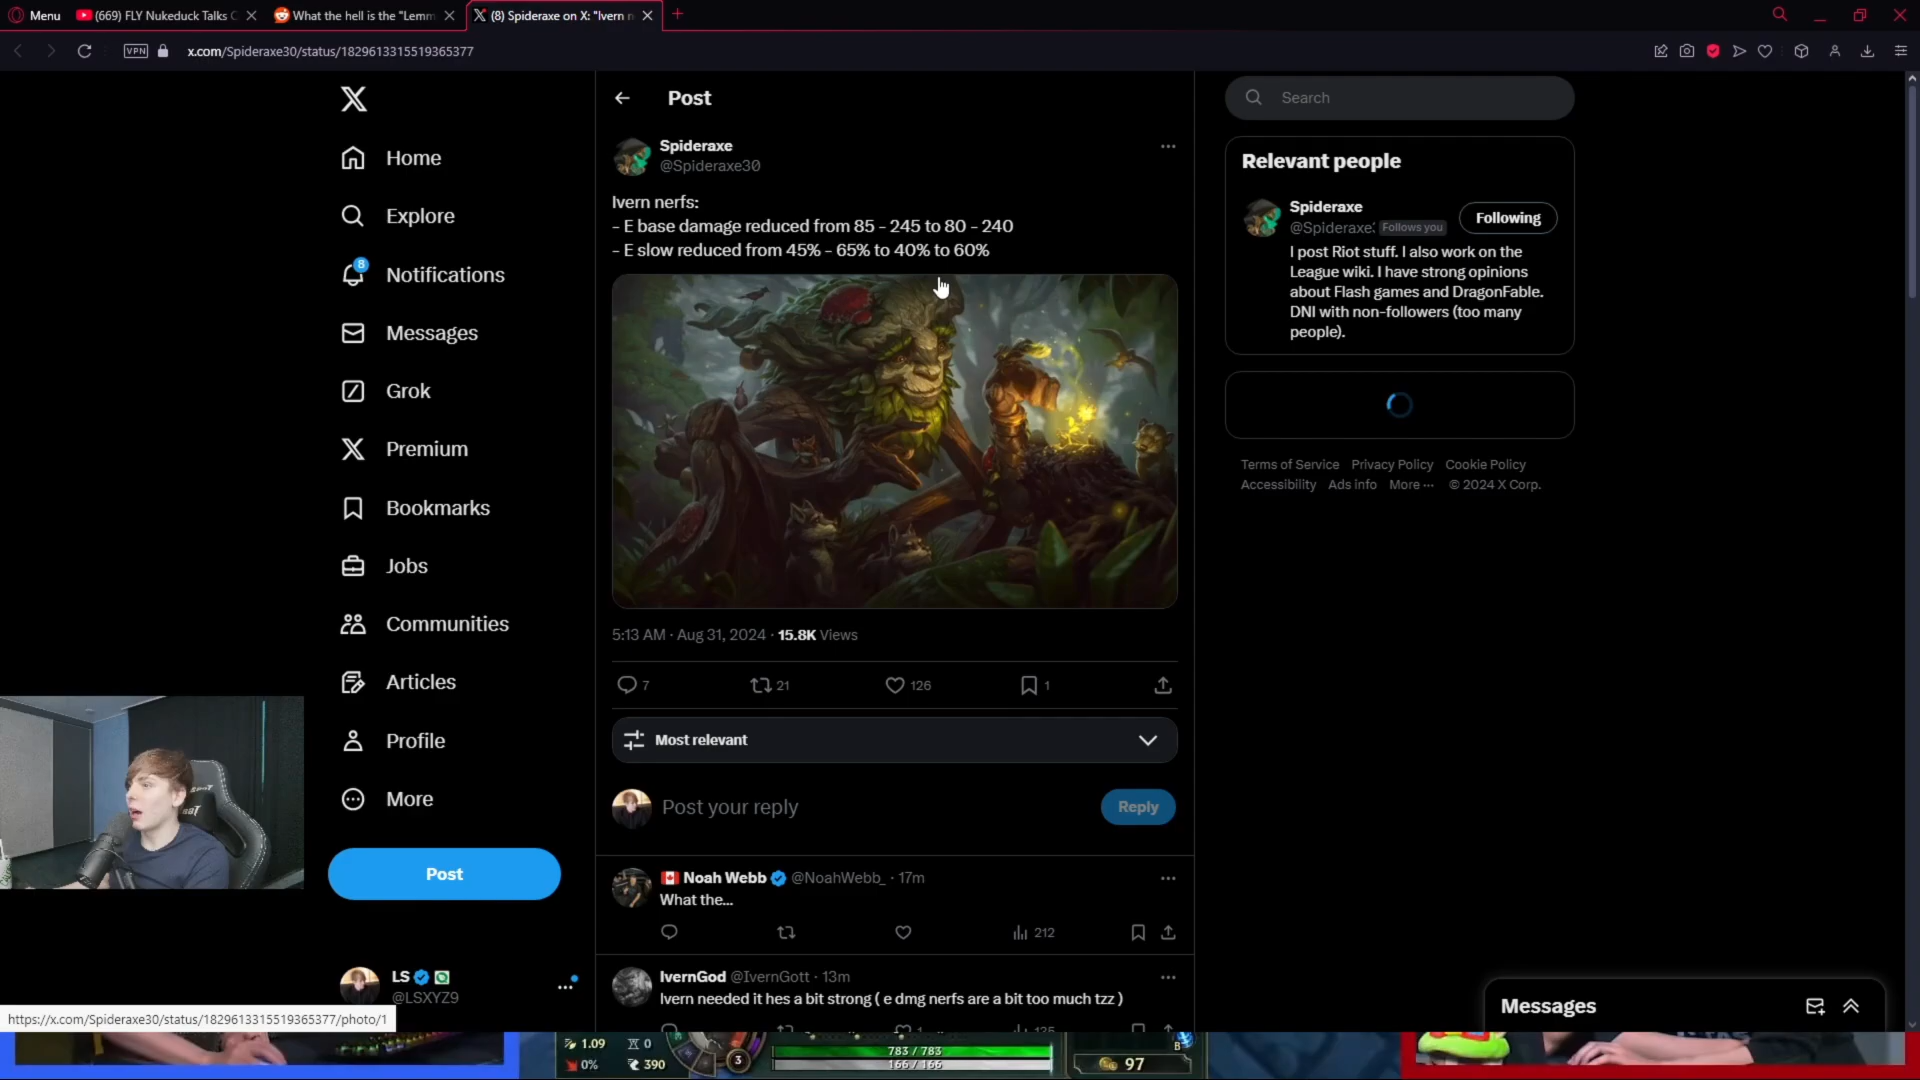 Menu
(669) FLY Nukeduck Talks
What the hell is the "Lemm
(8) Spideraxe on X: "Ivern n
VPN
x.com/Spideraxe30/status/1829613315519365377
Home
Explore
8
Notifications
Messages
Grok
Premium
Bookmarks
Jobs
Communities
Articles
Profile
More
Post
LS
@LSXYZ9
https://x.com/Spideraxe30/status/1829613315519365377/photo/1
Post
Spideraxe
@Spideraxe30
Ivern nerfs:
- E base damage reduced from 85 - 245 to 80 - 240
- E slow reduced from 45% - 65% to 40% to 60%
5:13 AM · Aug 31, 2024 · 15.8K Views
7
21
126
1
Most relevant
Post your reply
Reply
Noah Webb @NoahWebb_ · 17m
What the...
212
IvernGod @IvernGott · 13m
Ivern needed it hes a bit strong ( e dmg nerfs are a bit too much tzz )
Search
Relevant people
Spideraxe
@Spideraxe
Follows you
Following
I post Riot stuff. I also work on the
League wiki. I have strong opinions
about Flash games and DragonFable.
DNI with non-followers (too many
people).
Terms of Service Privacy Policy Cookie Policy
Accessibility Ads info More ··· © 2024 X Corp.
Messages
1.09
0
0%
390
3
783 / 783
166 / 166
B
97